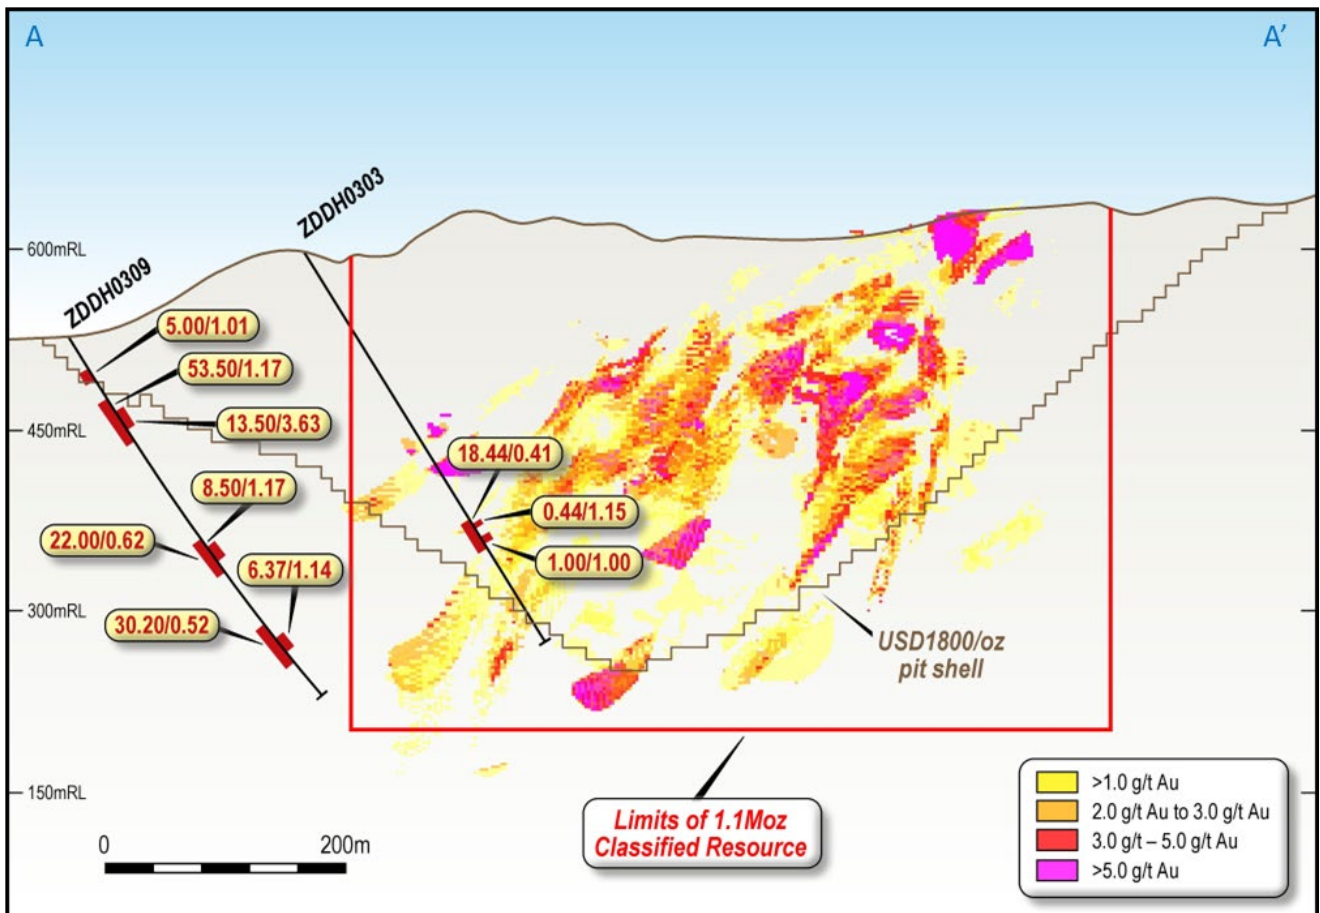 A
A'
ZDDH0303
600mRL
ZDDH0309
5.00/1.01
53.50/1.17
13.50/3.63
450mRL
18.44/0.41
8.50/1.17
0.44/1.15
22.00/0.62
1.00/1.00
6.37/1.14
300mRL
30.20/0.52
USD1800/oz
pit shell
150mRL
Limits of 1.1Moz
Classified Resource
0
200m
>1.0 g/t Au
2.0 g/t Au to 3.0 g/t Au
3.0 g/t – 5.0 g/t Au
>5.0 g/t Au